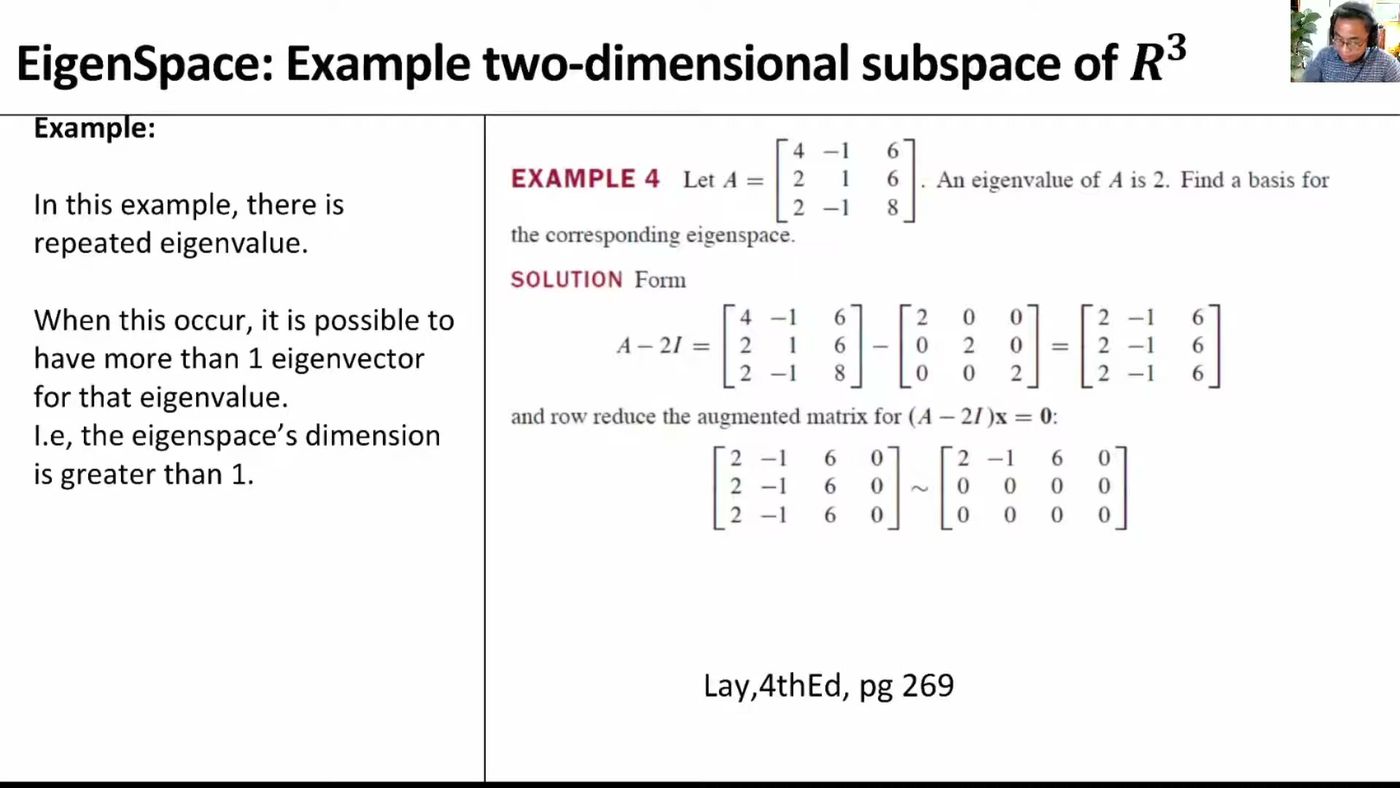 EigenSpace: Example two-dimensional subspace of R³
Example:
In this example, there is
repeated eigenvalue.
When this occur, it is possible to
have more than 1 eigenvector
for that eigenvalue.
I.e, the eigenspace’s dimension
is greater than 1.
EXAMPLE 4 Let A = [4 −1 6; 2 1 6; 2 −1 8]. An eigenvalue of A is 2. Find a basis for
the corresponding eigenspace.
SOLUTION Form
A − 2I = [4 −1 6; 2 1 6; 2 −1 8] − [2 0 0; 0 2 0; 0 0 2] = [2 −1 6; 2 −1 6; 2 −1 6]
and row reduce the augmented matrix for (A − 2I)x = 0:
[2 −1 6 0; 2 −1 6 0; 2 −1 6 0] ~ [2 −1 6 0; 0 0 0 0; 0 0 0 0]
Lay,4thEd, pg 269